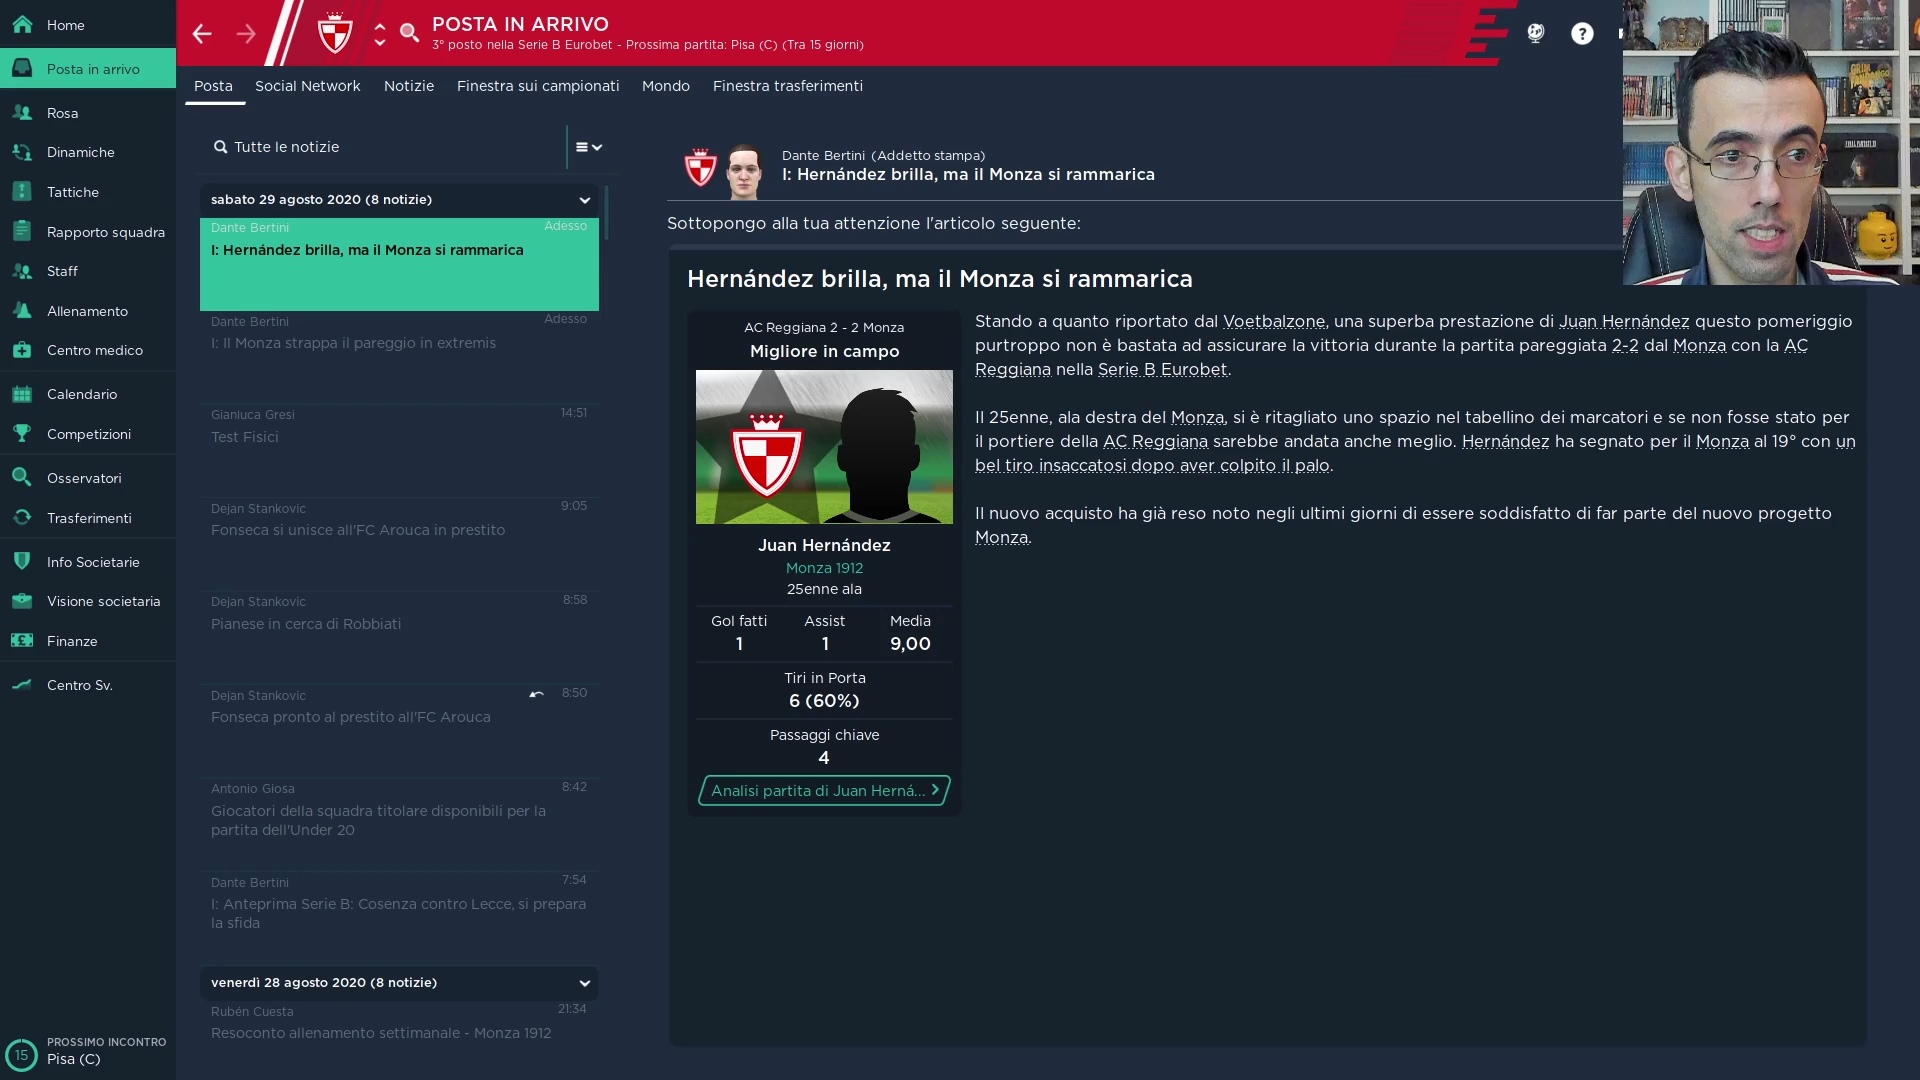 Home
Posta in arrivo
Rosa
Dinamiche
Tattiche
Rapporto squadra
Staff
Allenamento
Centro medico
Calendario
Competizioni
Osservatori
Trasferimenti
Info Societarie
Visione societaria
Finanze
Centro Sv.
15
PROSSIMO INCONTRO
Pisa (C)
POSTA IN ARRIVO
3° posto nella Serie B Eurobet - Prossima partita: Pisa (C) (Tra 15 giorni)
Posta Social Network Notizie Finestra sui campionati Mondo Finestra trasferimenti
Tutte le notizie
sabato 29 agosto 2020 (8 notizie)
Dante Bertini Adesso
I: Hernández brilla, ma il Monza si rammarica
Dante Bertini Adesso
I: Il Monza strappa il pareggio in extremis
Gianluca Gresi 14:51
Test Fisici
Dejan Stankovic 9:05
Fonseca si unisce all'FC Arouca in prestito
Dejan Stankovic 8:58
Pianese in cerca di Robbiati
Dejan Stankovic 8:50
Fonseca pronto al prestito all'FC Arouca
Antonio Giosa 8:42
Giocatori della squadra titolare disponibili per la
partita dell'Under 20
Dante Bertini 7:54
I: Anteprima Serie B: Cosenza contro Lecce, si prepara
la sfida
venerdì 28 agosto 2020 (8 notizie)
Rubén Cuesta 21:34
Resoconto allenamento settimanale - Monza 1912
Dante Bertini (Addetto stampa)
I: Hernández brilla, ma il Monza si rammarica
Sottopongo alla tua attenzione l'articolo seguente:
Hernández brilla, ma il Monza si rammarica
AC Reggiana 2 - 2 Monza
Migliore in campo
Juan Hernández
Monza 1912
25enne ala
Gol fatti Assist Media
1 1 9,00
Tiri in Porta
6 (60%)
Passaggi chiave
4
Analisi partita di Juan Herná...
Stando a quanto riportato dal Voetbalzone, una superba prestazione di Juan Hernández questo pomeriggio
purtroppo non è bastata ad assicurare la vittoria durante la partita pareggiata 2-2 dal Monza con la AC
Reggiana nella Serie B Eurobet.
Il 25enne, ala destra del Monza, si è ritagliato uno spazio nel tabellino dei marcatori e se non fosse stato per
il portiere della AC Reggiana sarebbe andata anche meglio. Hernández ha segnato per il Monza al 19° con un
bel tiro insaccatosi dopo aver colpito il palo.
Il nuovo acquisto ha già reso noto negli ultimi giorni di essere soddisfatto di far parte del nuovo progetto
Monza.
GRIM
FANDANGO